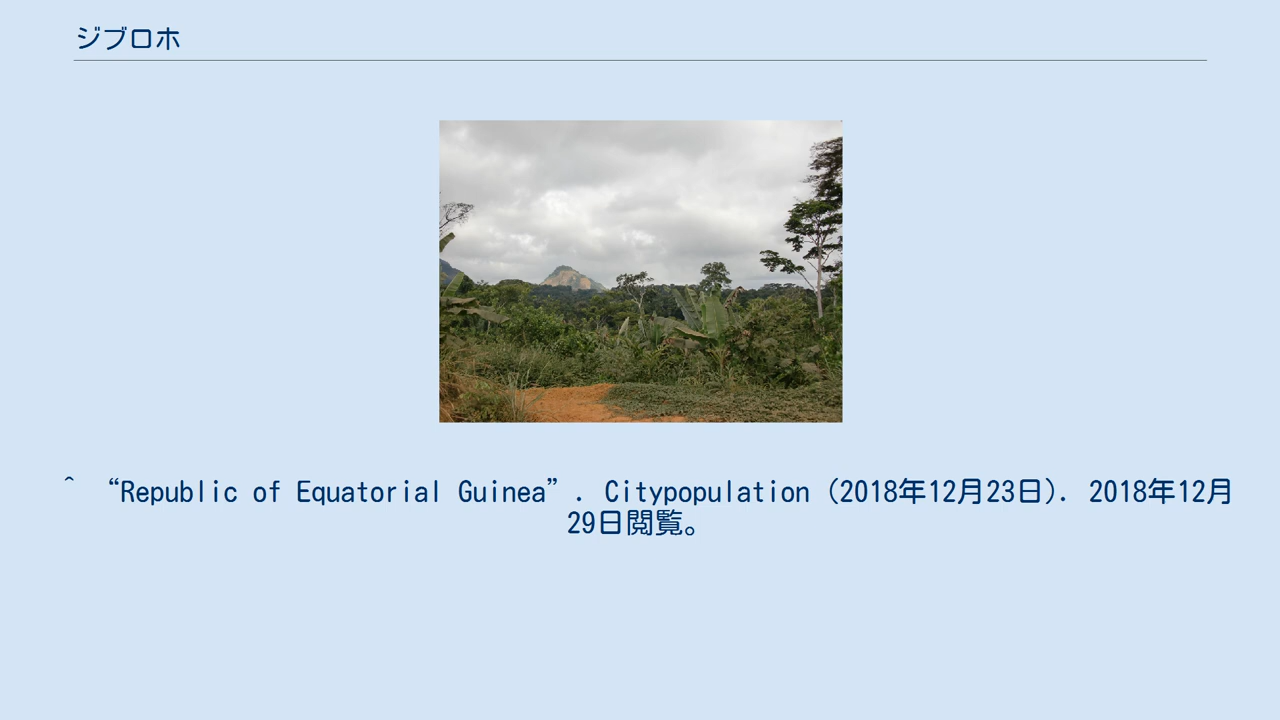 ジブロホ
^ “Republic of Equatorial Guinea”. Citypopulation (2018年12月23日). 2018年12月
29日閲覧。